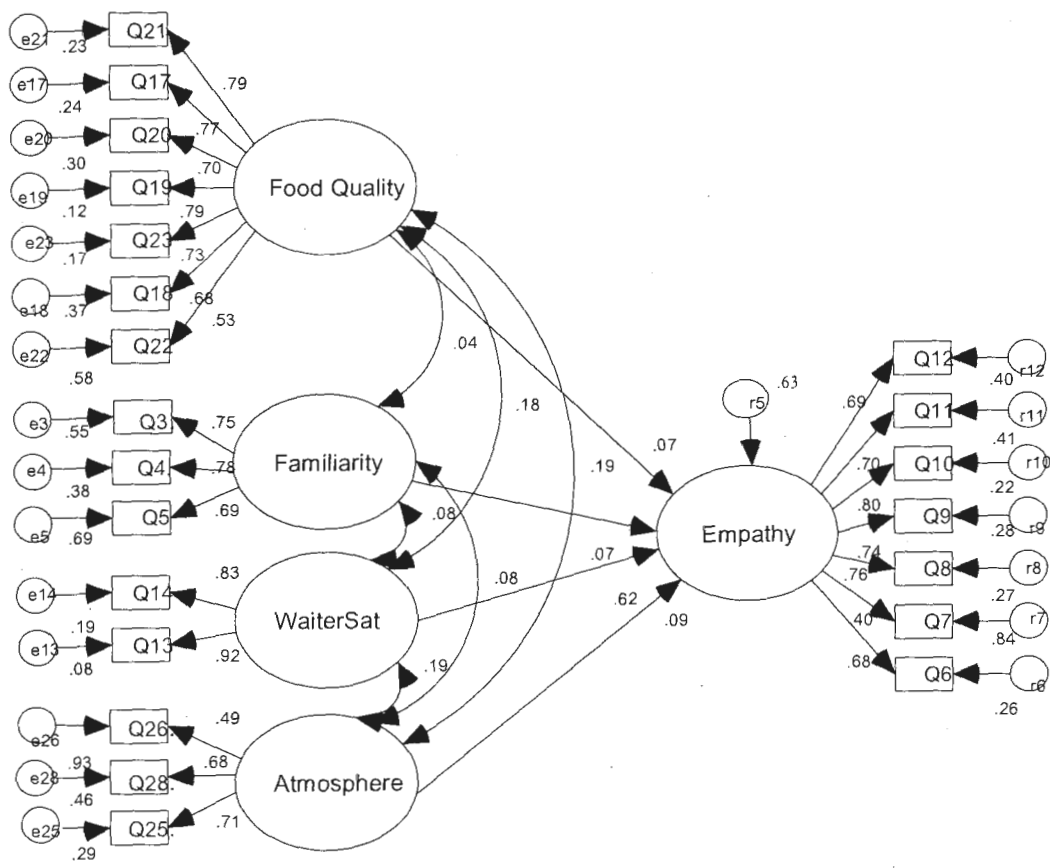 e21 .23 Q21
e17 .24 Q17 .79
e20 .30 Q20 .77
e19 .12 Q19 .70
e23 .17 Q23 .79
e18 .37 Q18 .73
e22 .58 Q22 .68
.53
Food Quality
.04
.18
e3 .55 Q3 .75
e4 .38 Q4 .78
e5 .69 Q5 .69
Familiarity
.08
e14 .19 Q14 .83
e13 .08 Q13 .92
WaiterSat
.08
.19
e26 .93 Q26. .49
e28 .46 Q28. .68
e25 .29 Q25. .71
Atmosphere
.07
.19
.07
.62
.09
r5 .63
Empathy
.69 Q12 .40 r12
.70 Q11 .41 r11
.80 Q10 .22 r10
.74 Q9 .28 r9
.76 Q8 .27 r8
.40 Q7 .84 r7
.68 Q6 .26 r6